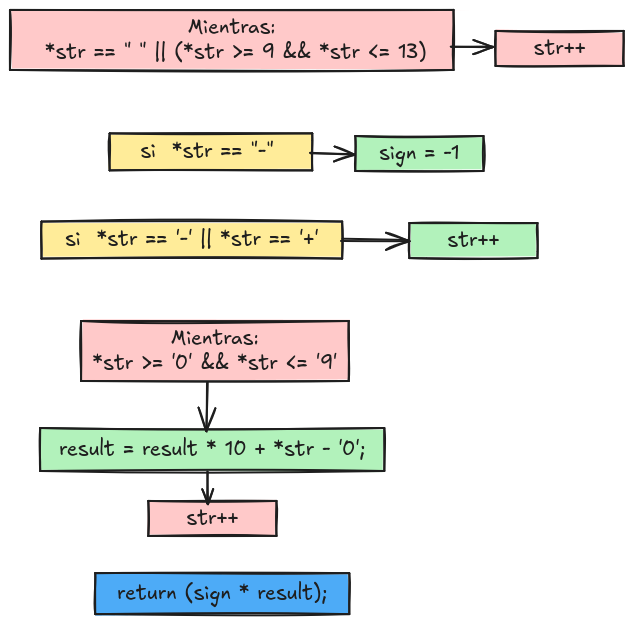 Mientras:
*str == " " || (*str >= 9 && *str <= 13)
str++
si *str == "-"
sign = -1
si *str == '-' || *str == '+'
str++
Mientras:
*str >= '0' && *str <= '9'
result = result * 10 + *str - '0';
str++
return (sign * result);